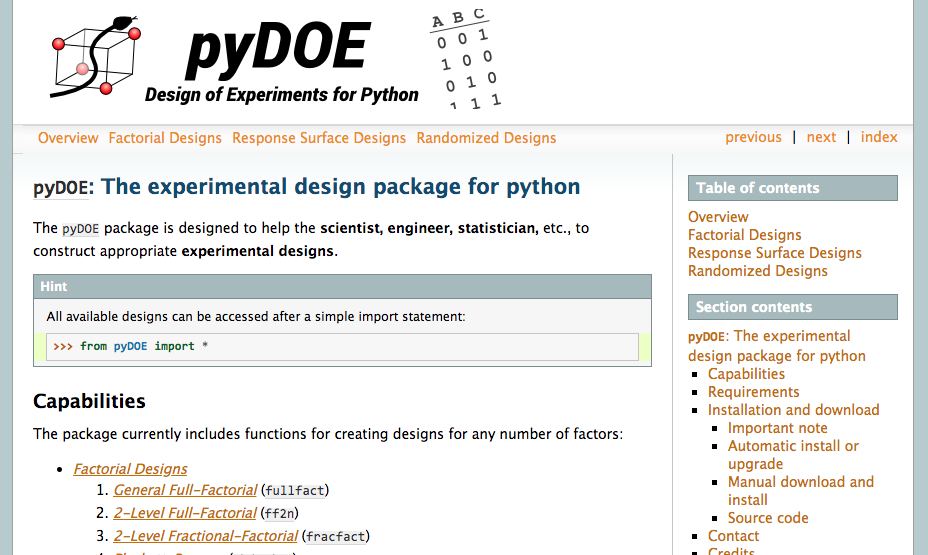 pyDOE
Design of Experiments for Python
A B C
0 0 1
1 0 0
0 1 0
1 1 1
Overview Factorial Designs Response Surface Designs Randomized Designs
previous | next | index
pyDOE: The experimental design package for python
The pyDOE package is designed to help the scientist, engineer, statistician, etc., to
construct appropriate experimental designs.
Hint
All available designs can be accessed after a simple import statement:
>>> from pyDOE import *
Capabilities
The package currently includes functions for creating designs for any number of factors:
• Factorial Designs
1. General Full-Factorial (fullfact)
2. 2-Level Full-Factorial (ff2n)
3. 2-Level Fractional-Factorial (fracfact)
Table of contents
Overview
Factorial Designs
Response Surface Designs
Randomized Designs
Section contents
pyDOE: The experimental
design package for python
▪ Capabilities
▪ Requirements
▪ Installation and download
▪ Important note
▪ Automatic install or
upgrade
▪ Manual download and
install
▪ Source code
▪ Contact
▪ Credits